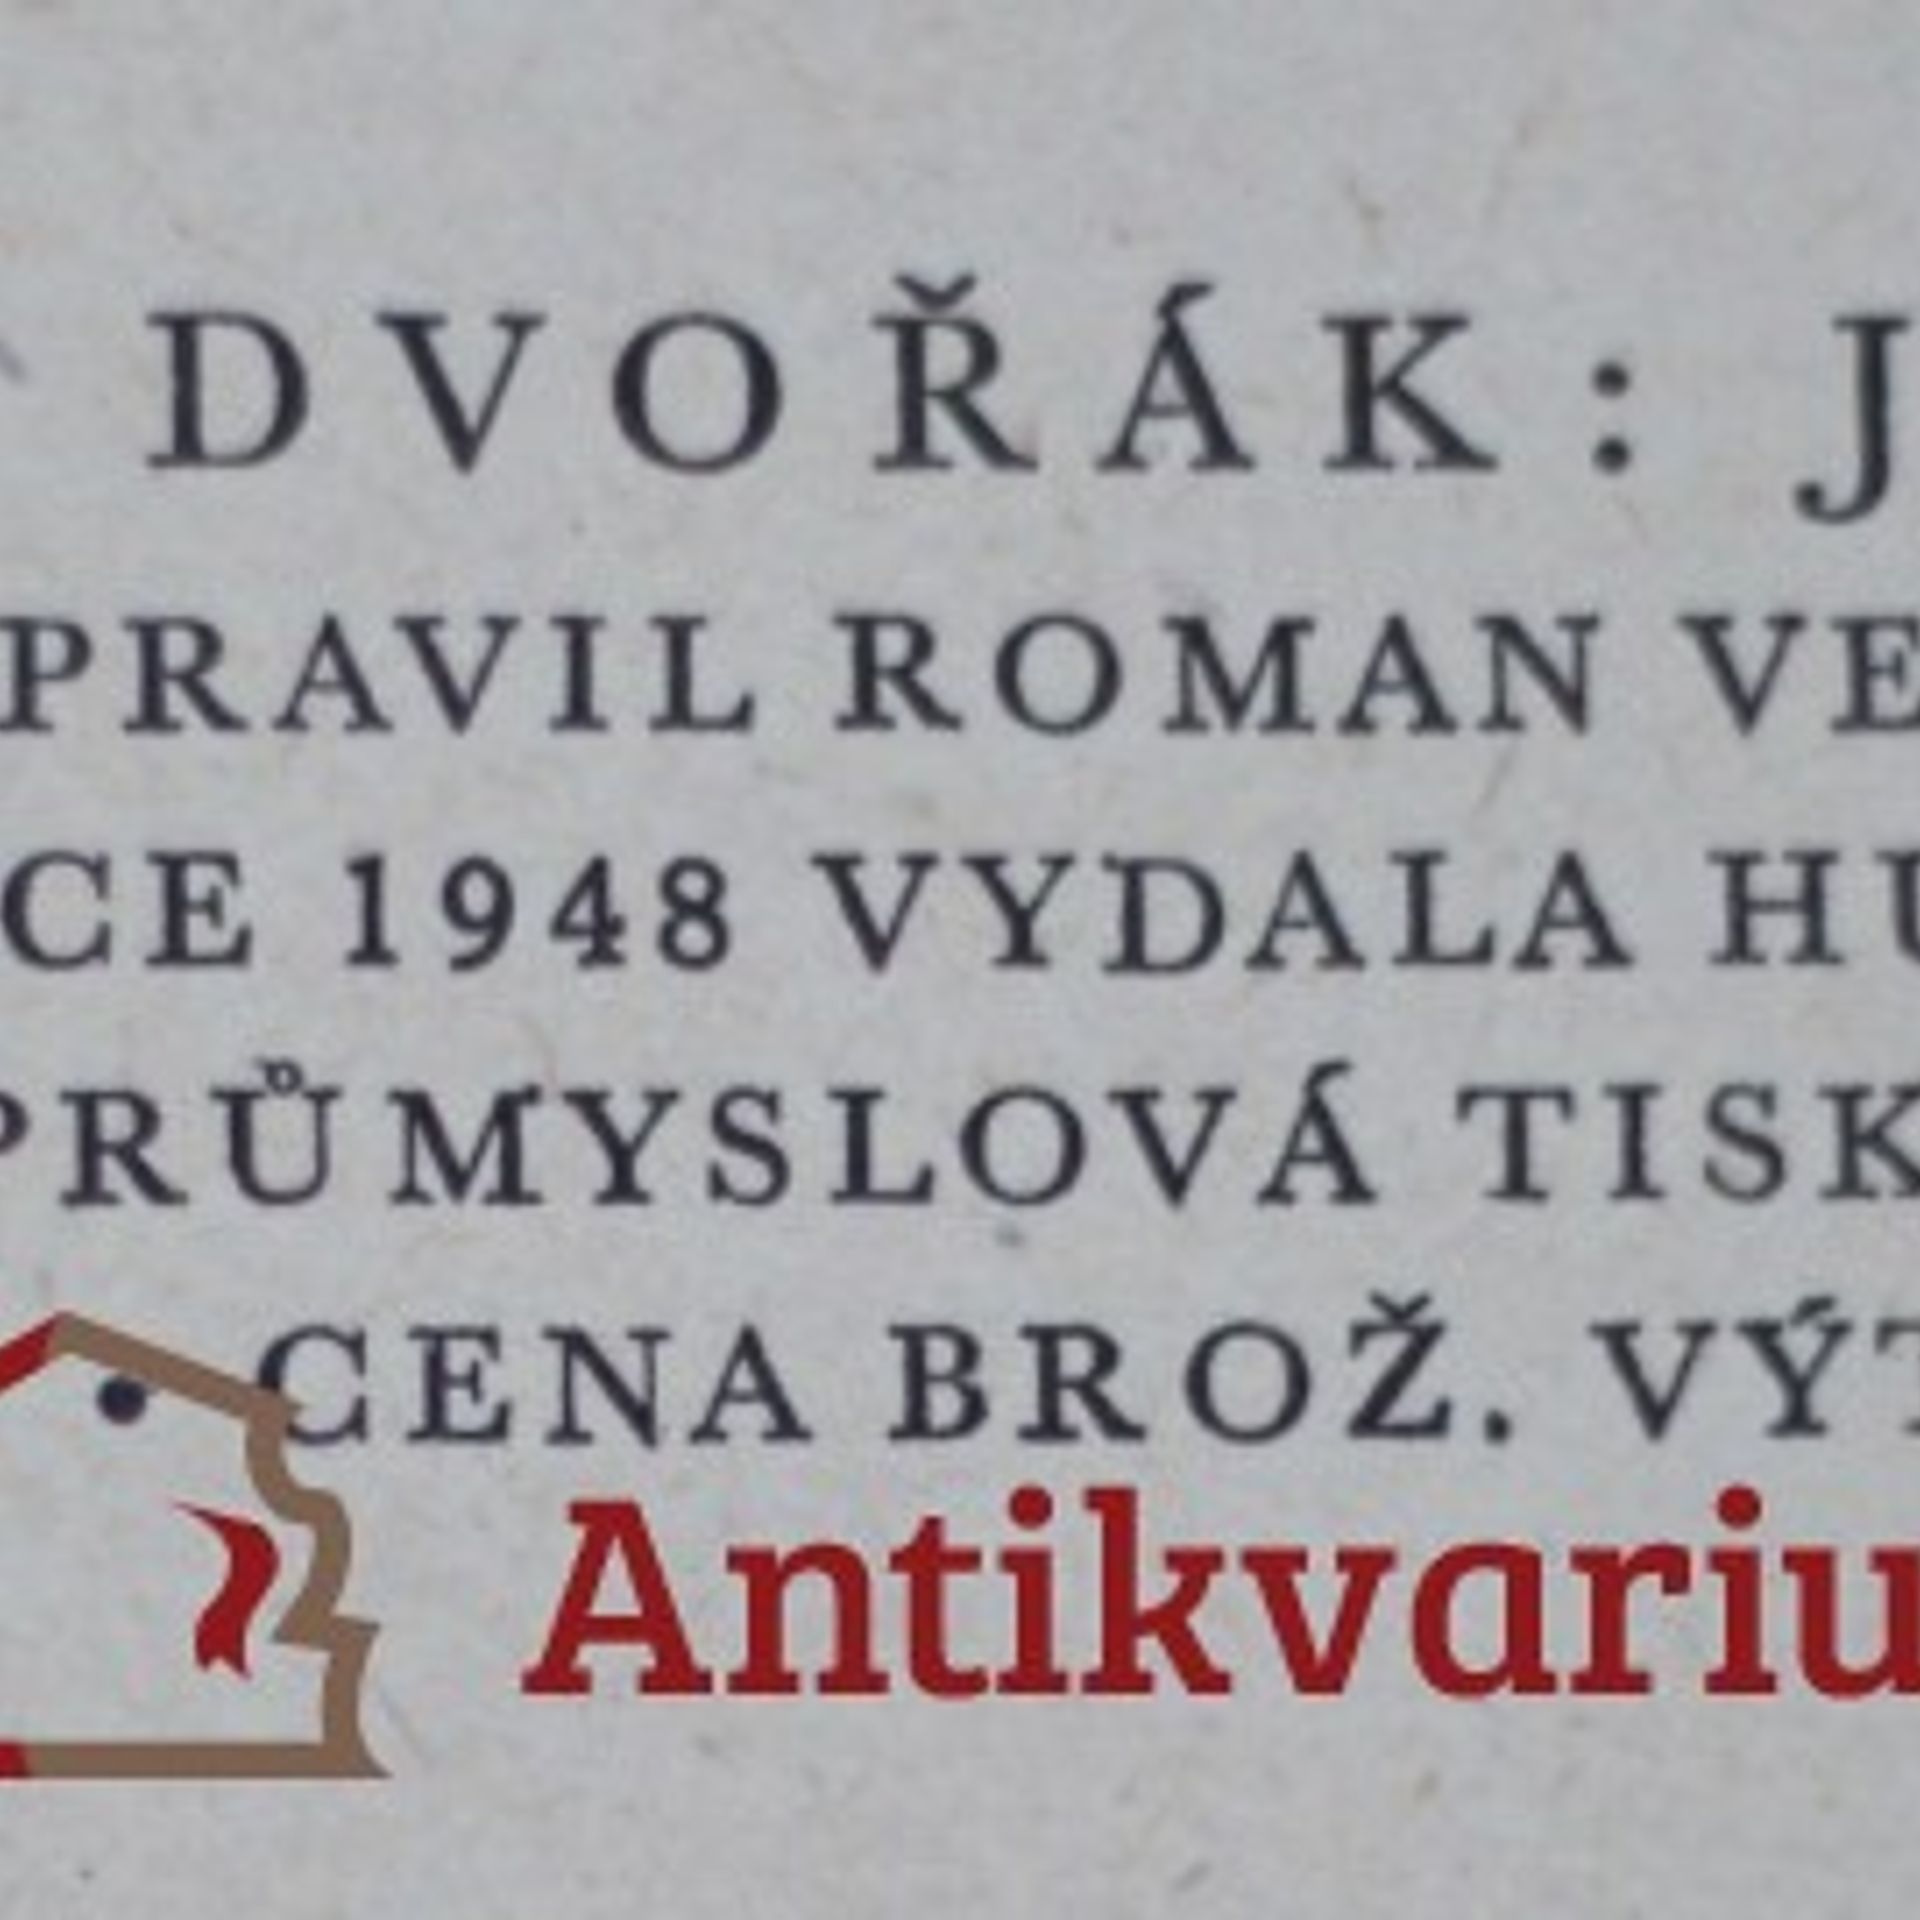 DVOŘÁK: J
PRAVIL ROMAN VE
CE 1948 VYDALA HU
PRŮMYSLOVÁ TISK
• CENA BROŽ. VÝT
Antikvariu